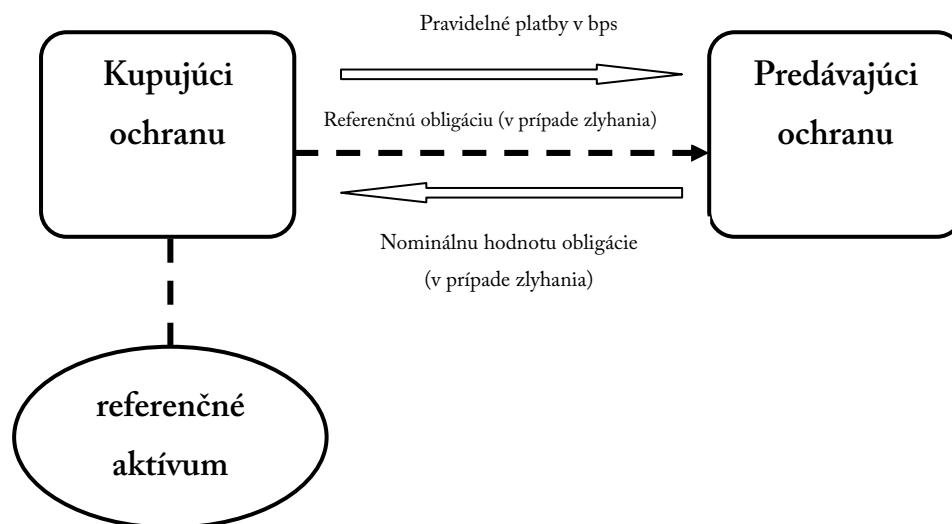 Pravidelné platby v bps
Kupujúci
ochranu
Predávajúci
ochranu
Referenčnú obligáciu (v prípade zlyhania)
Nominálnu hodnotu obligácie
(v prípade zlyhania)
referenčné
aktívum